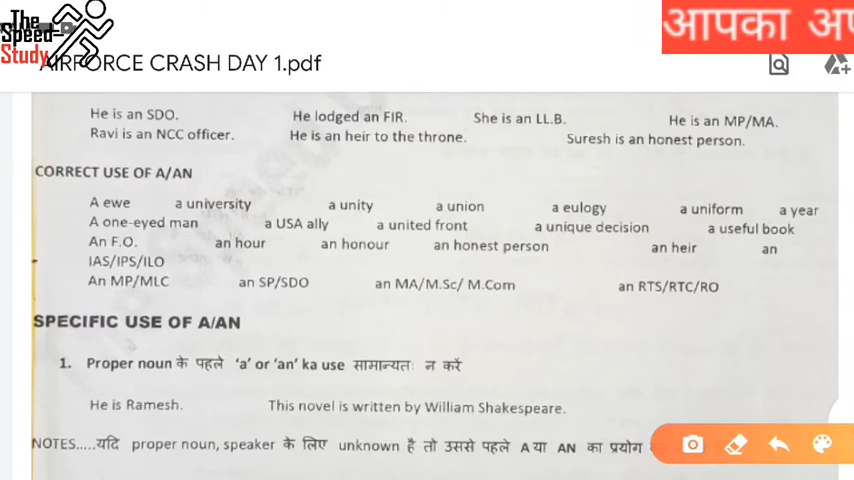 The
Speed
Study
AIRFORCE CRASH DAY 1.pdf
आपका
He is an SDO. He lodged an FIR. She is an LL.B. He is an MP/MA.
Ravi is an NCC officer. He is an heir to the throne. Suresh is an honest person.
CORRECT USE OF A/AN
A ewe a university a unity a union a eulogy a uniform a year
A one-eyed man a USA ally a united front a unique decision a useful book
An F.O. an hour an honour an honest person an heir an
IAS/IPS/ILO
An MP/MLC an SP/SDO an MA/M.Sc/ M.Com an RTS/RTC/RO
SPECIFIC USE OF A/AN
1. Proper noun के पहले ‘a’ or ‘an’ ka use सामान्यतः न करें
He is Ramesh. This novel is written by William Shakespeare.
NOTES.....यदि proper noun, speaker के लिए unknown है तो उससे पहले A या AN का प्रयोग